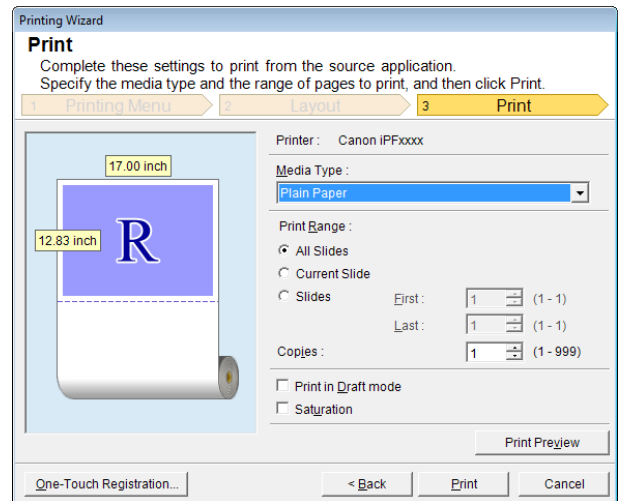 Printing Wizard
Print
Complete these settings to print from the source application.
Specify the media type and the range of pages to print, and then click Print.
1 Printing Menu 2 Layout 3 Print
Printer : Canon iPFxxxx
17.00 inch
Media Type :
Plain Paper
12.83 inch
R
Print Range :
All Slides
Current Slide
Slides First : 1 (1 - 1)
Last : 1 (1 - 1)
Copies : 1 (1 - 999)
Print in Draft mode
Saturation
Print Preview
One-Touch Registration... < Back Print Cancel